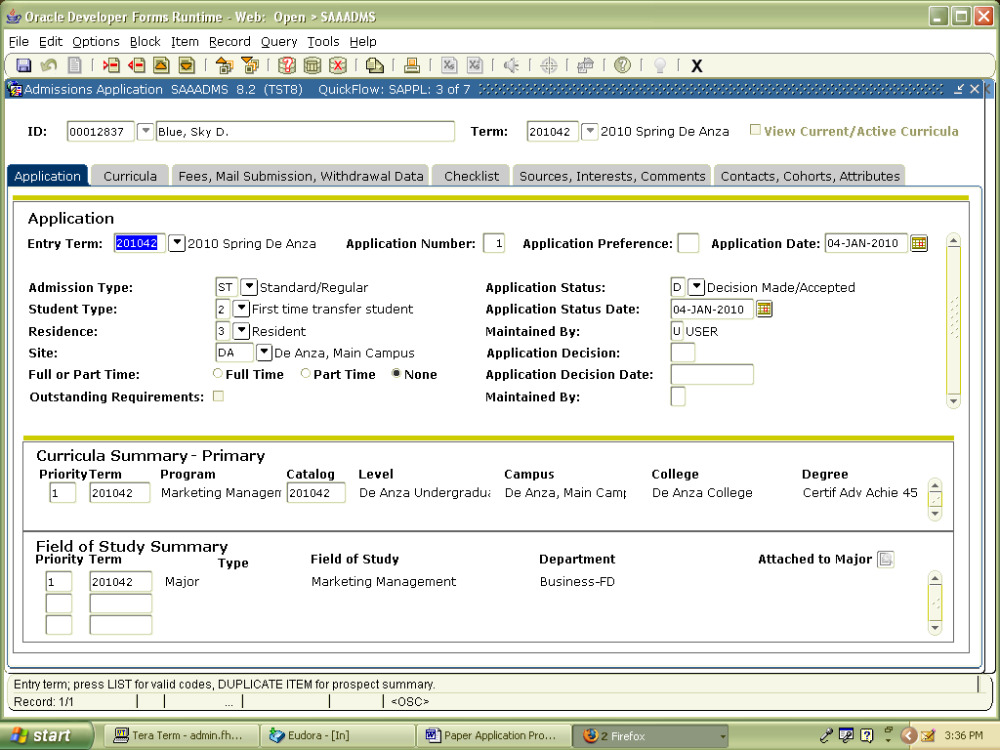 Oracle Developer Forms Runtime - Web: Open > SAAADMS
File Edit Options Block Item Record Query Tools Help
X
Admissions Application SAAADMS 8.2 (TST8) QuickFlow: SAPPL: 3 of 7
ID: 00012837 Blue, Sky D. Term: 201042 2010 Spring De Anza View Current/Active Curricula
Application Curricula Fees, Mail Submission, Withdrawal Data Checklist Sources, Interests, Comments Contacts, Cohorts, Attributes
Application
Entry Term: 201042 2010 Spring De Anza Application Number: 1 Application Preference: Application Date: 04-JAN-2010
Admission Type: ST Standard/Regular Application Status: D Decision Made/Accepted
Student Type: 2 First time transfer student Application Status Date: 04-JAN-2010
Residence: 3 Resident Maintained By: U USER
Site: DA De Anza, Main Campus Application Decision:
Full or Part Time: Full Time Part Time None Application Decision Date:
Outstanding Requirements: Maintained By:
Curricula Summary - Primary
Priority Term Program Catalog Level Campus College Degree
1 201042 Marketing Managem 201042 De Anza Undergradua De Anza, Main Camp De Anza College Certif Adv Achie 45
Field of Study Summary
Priority Term Type Field of Study Department Attached to Major
1 201042 Major Marketing Management Business-FD
Entry term; press LIST for valid codes, DUPLICATE ITEM for prospect summary.
Record: 1/1 ... <OSC>
start Tera Term - admin.fh... Eudora - [In] Paper Application Pro... 2 Firefox 3:36 PM